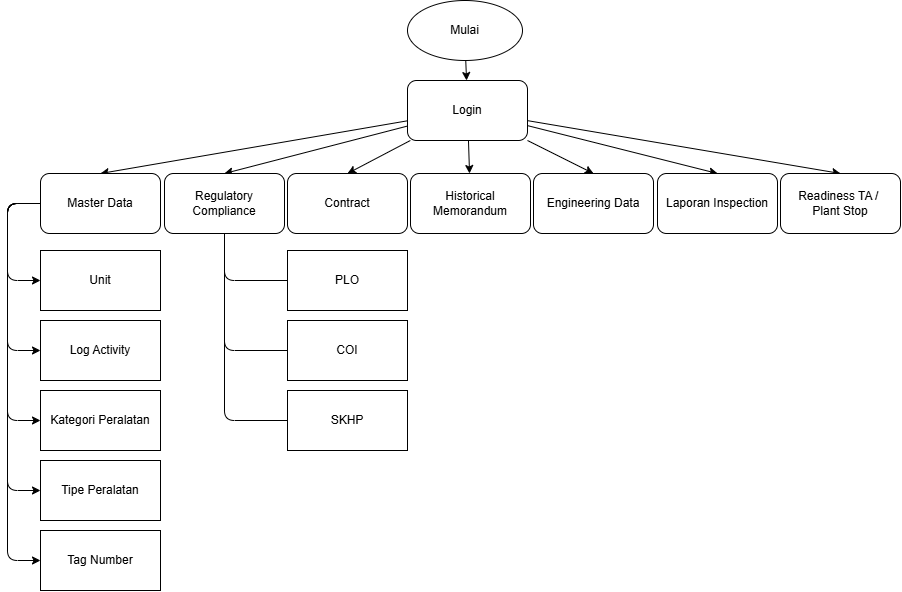 Mulai
Login
Master Data
Regulatory
Compliance
Contract
Historical
Memorandum
Engineering Data
Laporan Inspection
Readiness TA /
Plant Stop
Unit
PLO
Log Activity
COI
Kategori Peralatan
SKHP
Tipe Peralatan
Tag Number